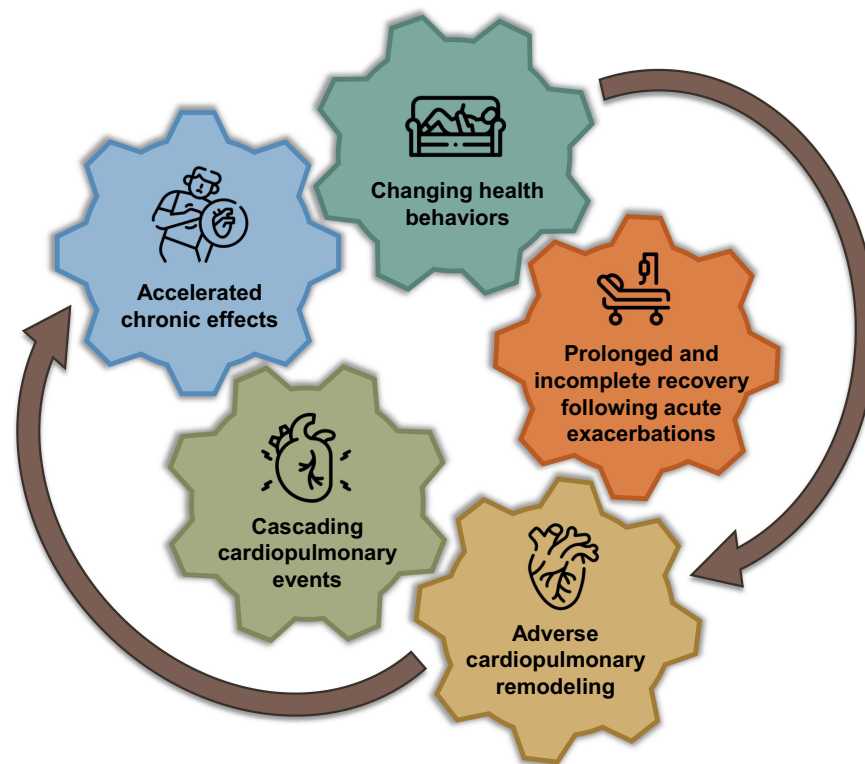 Changing health
behaviors
Prolonged and
incomplete recovery
following acute
exacerbations
Adverse
cardiopulmonary
remodeling
Cascading
cardiopulmonary
events
Accelerated
chronic effects